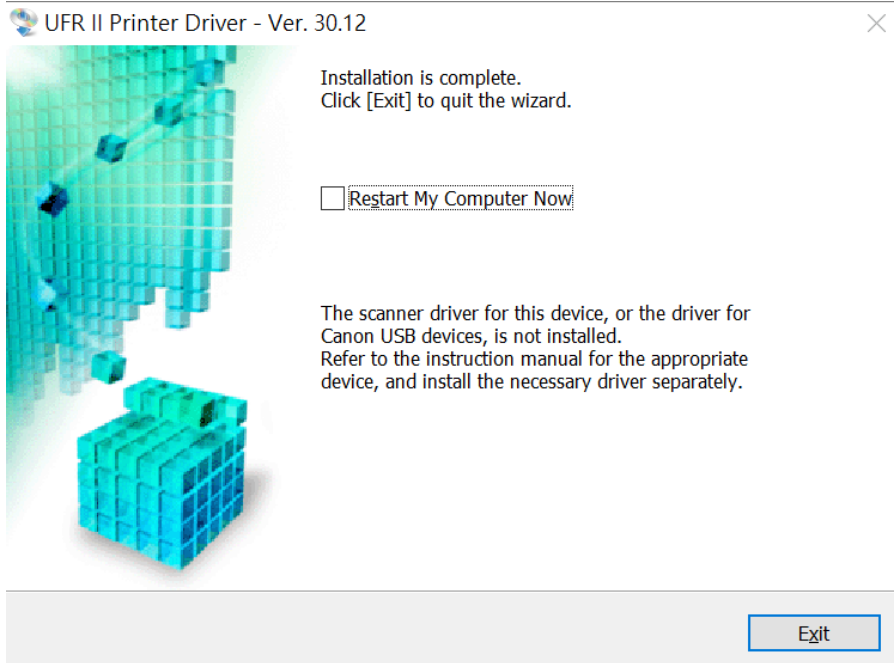 UFR II Printer Driver - Ver. 30.12
Installation is complete.
Click [Exit] to quit the wizard.
Restart My Computer Now
The scanner driver for this device, or the driver for
Canon USB devices, is not installed.
Refer to the instruction manual for the appropriate
device, and install the necessary driver separately.
Exit